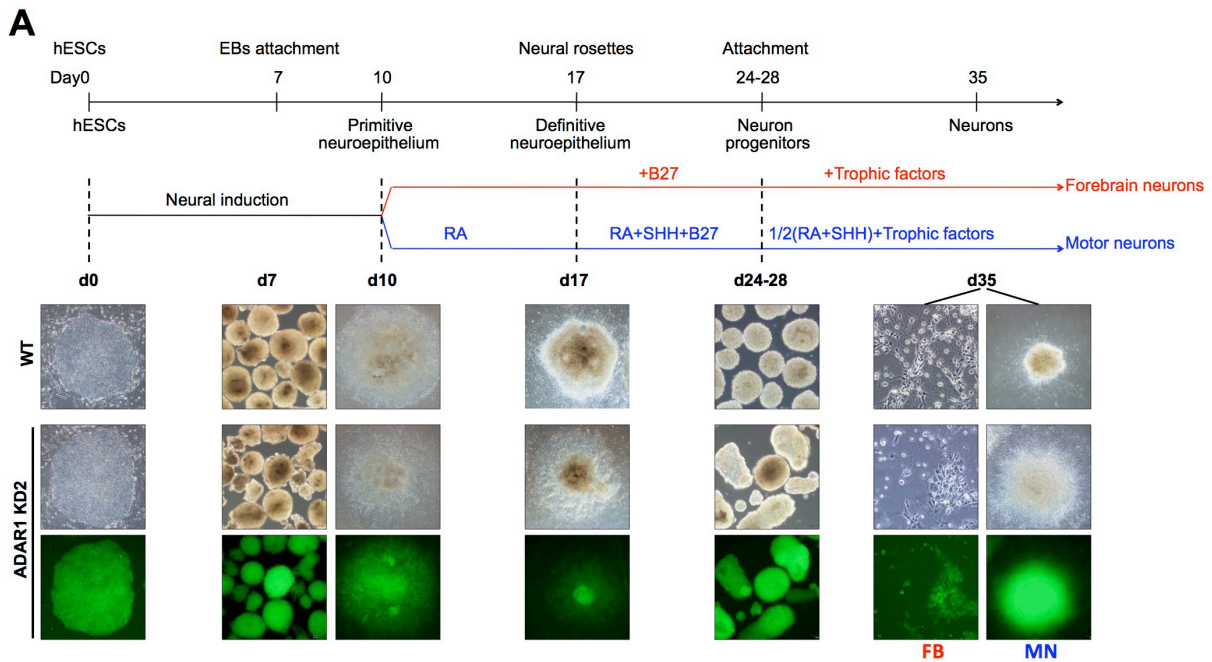 A
hESCs EBs attachment Neural rosettes Attachment
Day0 7 10 17 24-28 35
hESCs Primitive neuroepithelium Definitive neuroepithelium Neuron progenitors Neurons
+B27 +Trophic factors
Forebrain neurons
Neural induction
RA RA+SHH+B27 1/2(RA+SHH)+Trophic factors
Motor neurons
d0 d7 d10 d17 d24-28 d35
WT
ADAR1 KD2
FB MN